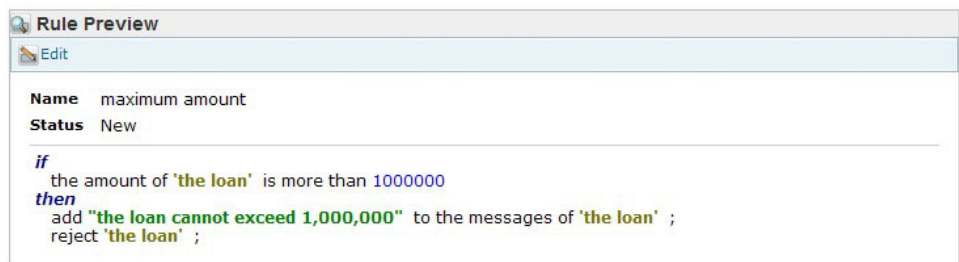 Rule Preview
Edit
Name maximum amount
Status New
if
the amount of 'the loan' is more than 1000000
then
add "the loan cannot exceed 1,000,000" to the messages of 'the loan' ;
reject 'the loan' ;